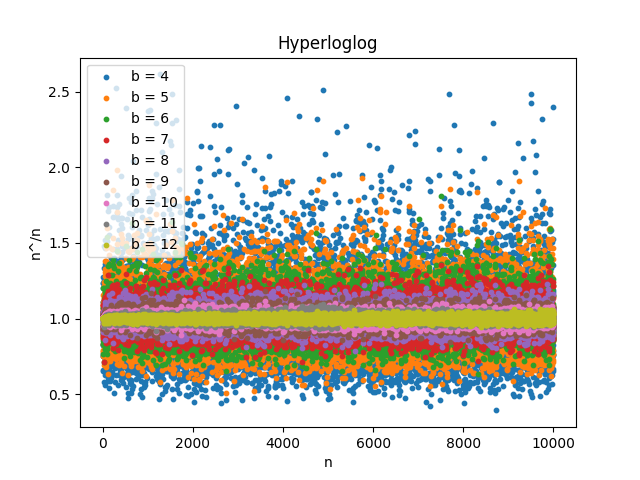 Hyperloglog
n^/n
2.5
2.0
1.5
1.0
0.5
b = 4
b = 5
b = 6
b = 7
b = 8
b = 9
b = 10
b = 11
b = 12
0 2000 4000 6000 8000 10000
n